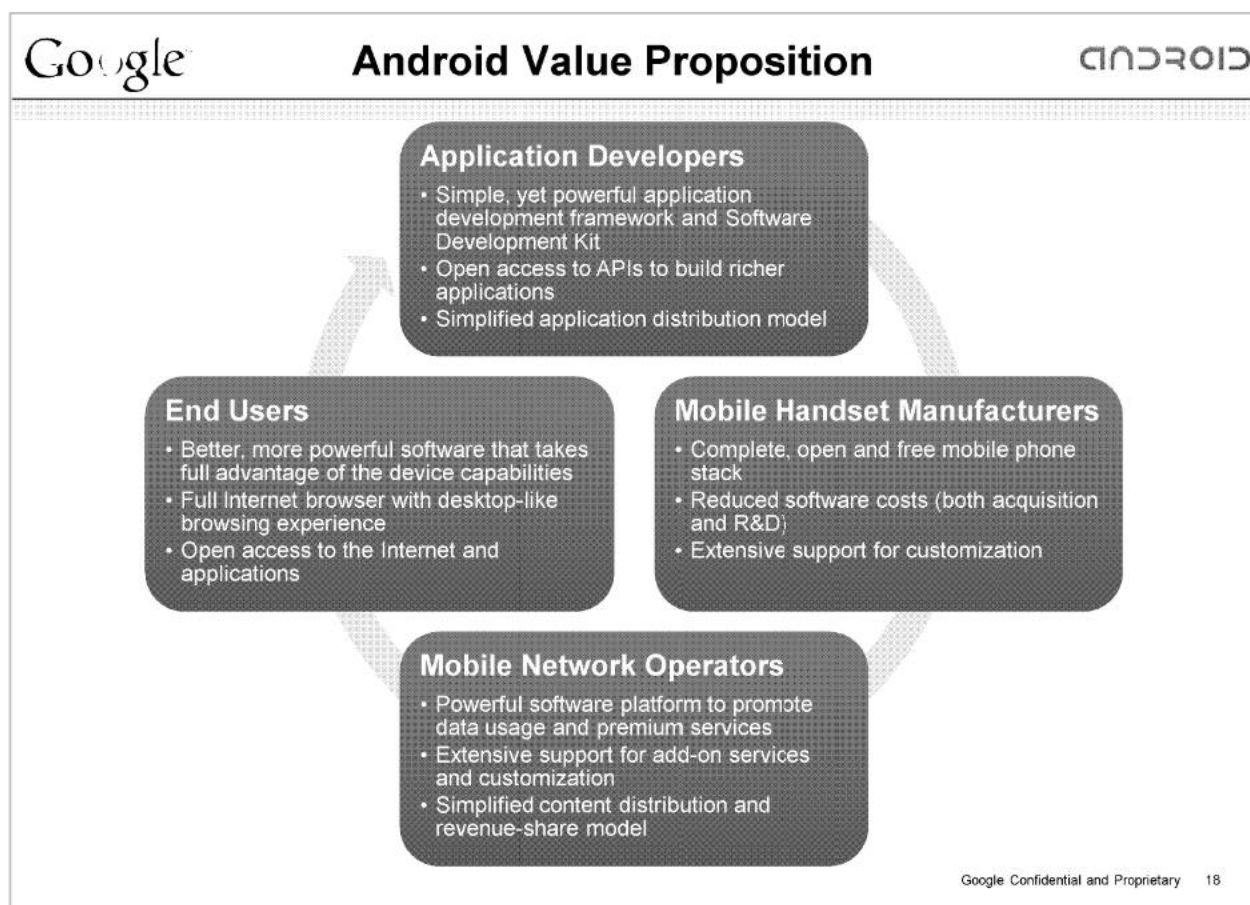 Google
Android Value Proposition
ANDROID
Application Developers
• Simple, yet powerful application
development framework and Software
Development Kit
• Open access to APIs to build richer
applications
• Simplified application distribution model
End Users
• Better, more powerful software that takes
full advantage of the device capabilities
• Full Internet browser with desktop-like
browsing experience
• Open access to the Internet and
applications
Mobile Handset Manufacturers
• Complete, open and free mobile phone
stack
• Reduced software costs (both acquisition
and R&D)
• Extensive support for customization
Mobile Network Operators
• Powerful software platform to promote
data usage and premium services
• Extensive support for add-on services
and customization
• Simplified content distribution and
revenue-share model
Google Confidential and Proprietary 18